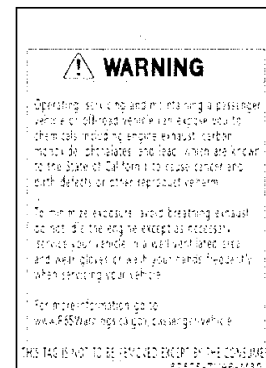 WARNING
Operating, servicing and maintaining a passenger
vehicle or off-road vehicle can expose you to
chemicals including engine exhaust, carbon
monoxide, phthalates, and lead, which are known
to the State of California to cause cancer and
birth defects or other reproductive harm.
To minimize exposure, avoid breathing exhaust,
do not idle the engine except as necessary,
service your vehicle in a well-ventilated area
and wear gloves or wash your hands frequently
when servicing your vehicle.
For more information go to
www.P65Warnings.ca.gov/passenger-vehicle.
THIS TAG IS NOT TO BE REMOVED EXCEPT BY THE CONSUMER